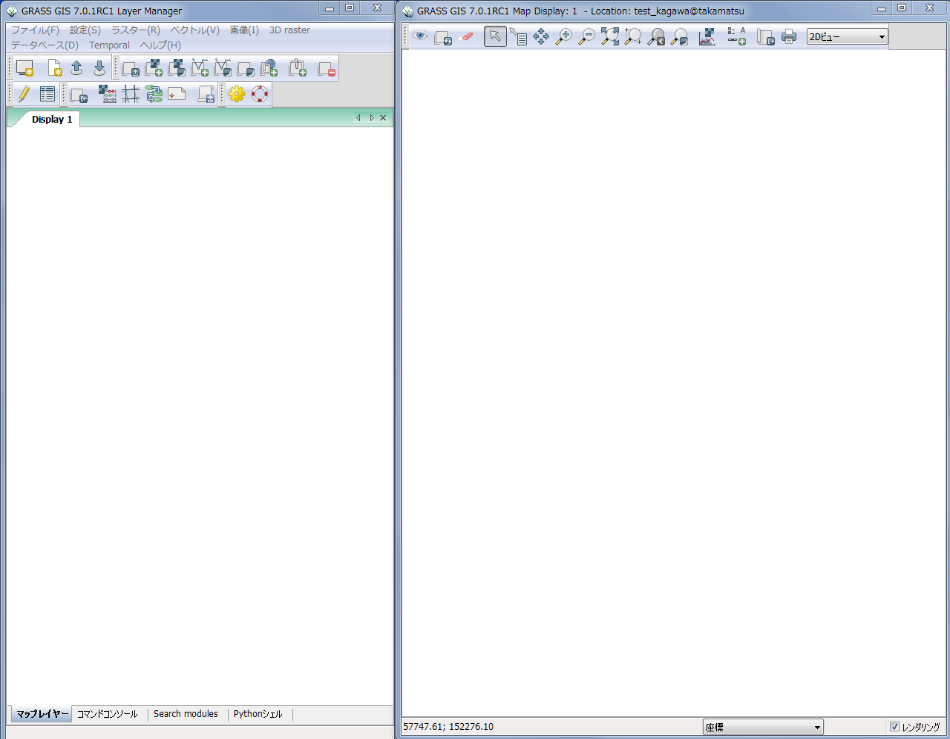 GRASS GIS 7.0.1RC1 Layer Manager
ファイル(F) 設定(S) ラスター(R) ベクトル(V) 画像(I) 3D raster
データベース(D) Temporal ヘルプ(H)
Display 1
マップレイヤー コマンドコンソール Search modules Pythonシェル
GRASS GIS 7.0.1RC1 Map Display: 1 - Location: test_kagawa@takamatsu
2Dビュー
57747.61; 152276.10
座標
レンダリング